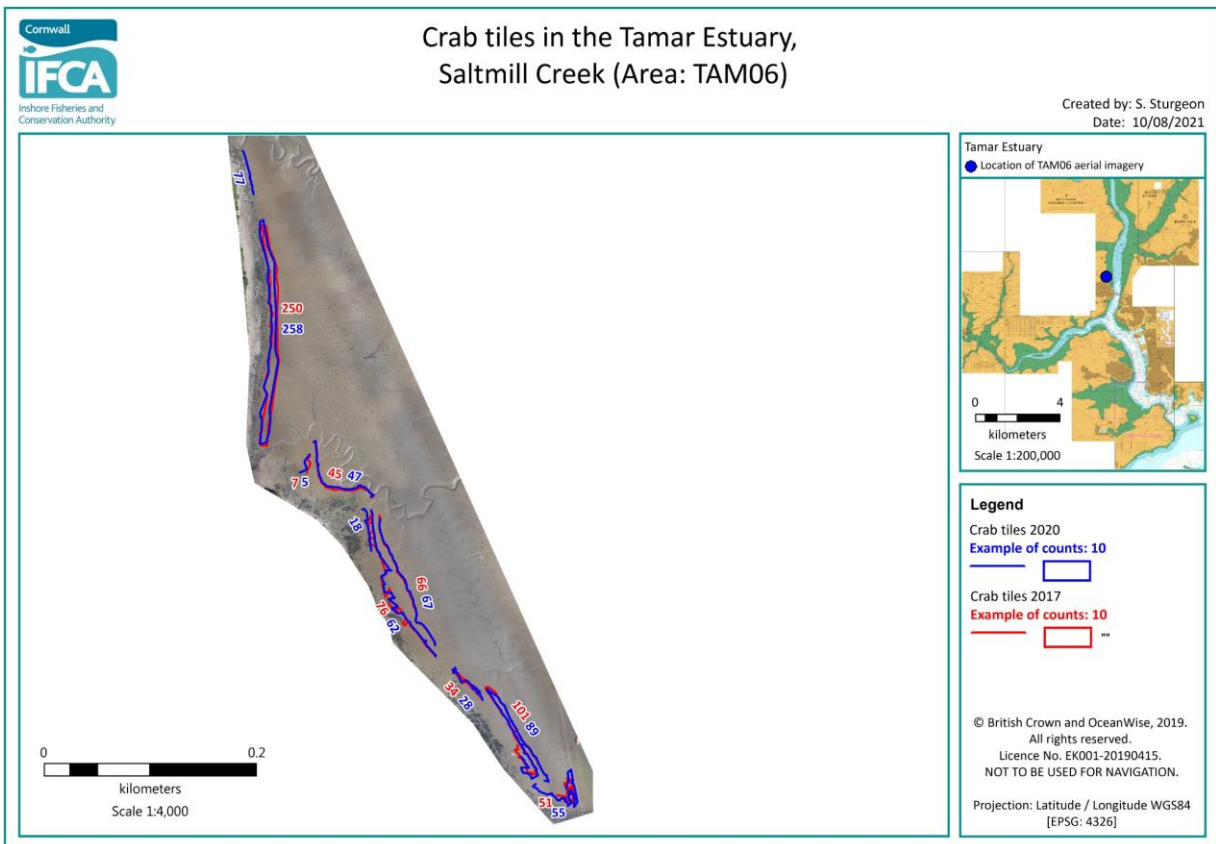 Cornwall
IFCA
Inshore Fisheries and
Conservation Authority
Crab tiles in the Tamar Estuary,
Saltmill Creek (Area: TAM06)
Created by: S. Sturgeon
Date: 10/08/2021
77
250
258
7 5
45 47
18
66 67
76 62
34 28
101 89
51
55
0 0.2
kilometers
Scale 1:4,000
Tamar Estuary
Location of TAM06 aerial imagery
0 4
kilometers
Scale 1:200,000
Legend
Crab tiles 2020
Example of counts: 10
Crab tiles 2017
Example of counts: 10
""
© British Crown and OceanWise, 2019.
All rights reserved.
Licence No. EK001-20190415.
NOT TO BE USED FOR NAVIGATION.
Projection: Latitude / Longitude WGS84
[EPSG: 4326]